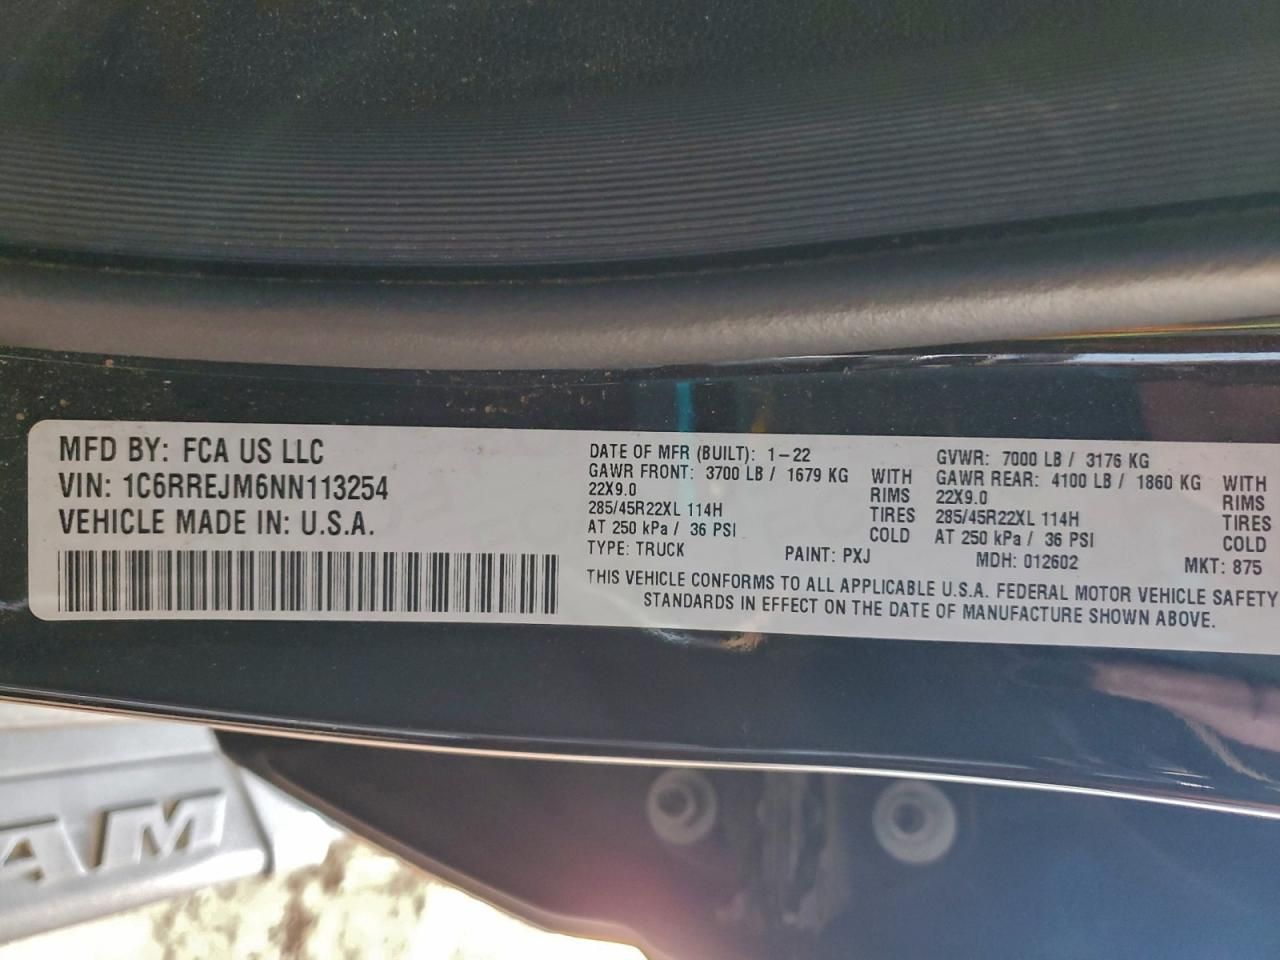 MFD BY: FCA US LLC
VIN: 1C6RREJM6NN113254
VEHICLE MADE IN: U.S.A.
DATE OF MFR (BUILT): 1-22
GAWR FRONT: 3700 LB / 1679 KG WITH
22X9.0 RIMS
285/45R22XL 114H TIRES
AT 250 kPa / 36 PSI COLD
TYPE: TRUCK PAINT: PXJ
GVWR: 7000 LB / 3176 KG
GAWR REAR: 4100 LB / 1860 KG WITH
22X9.0 RIMS
285/45R22XL 114H TIRES
AT 250 kPa / 36 PSI COLD
MDH: 012602 MKT: 875
THIS VEHICLE CONFORMS TO ALL APPLICABLE U.S.A. FEDERAL MOTOR VEHICLE SAFETY
STANDARDS IN EFFECT ON THE DATE OF MANUFACTURE SHOWN ABOVE.
AM